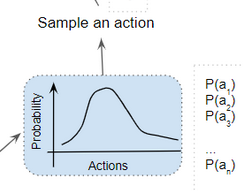 Sample an action
Probability
Actions
P(a₁)
P(a₂)
P(a₃)
...
P(aₙ)